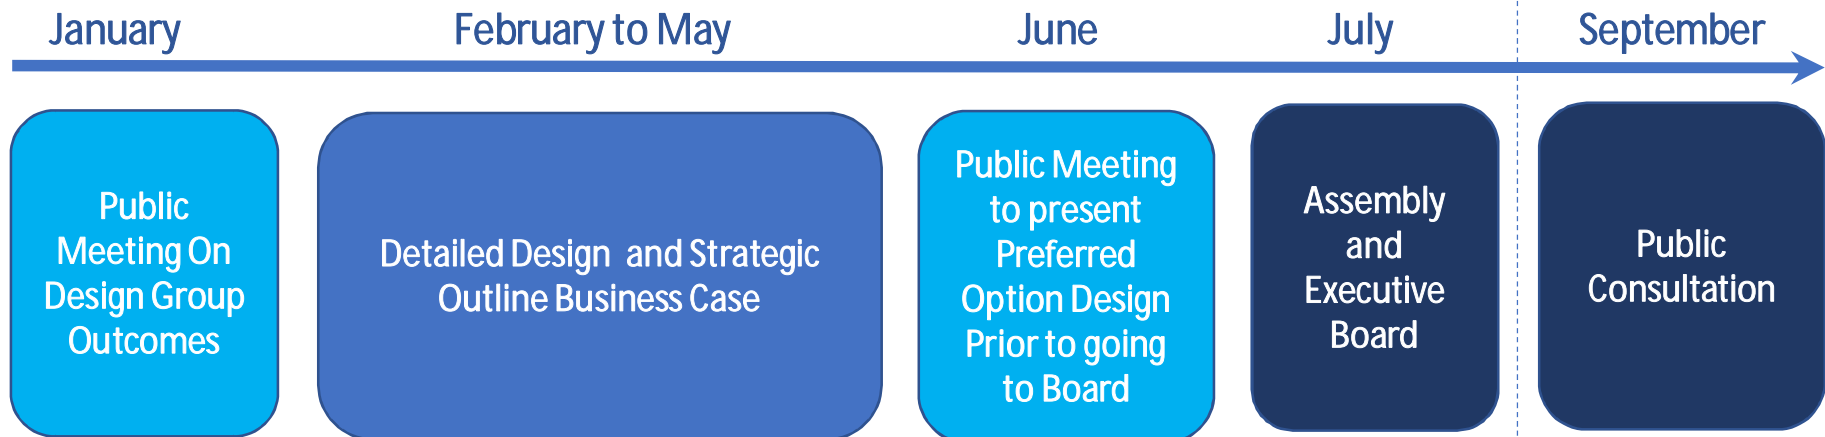 January
February to May
June
July
September
Public
Meeting On
Design Group
Outcomes
Detailed Design and Strategic
Outline Business Case
Public Meeting
to present
Preferred
Option Design
Prior to going
to Board
Assembly
and
Executive
Board
Public
Consultation